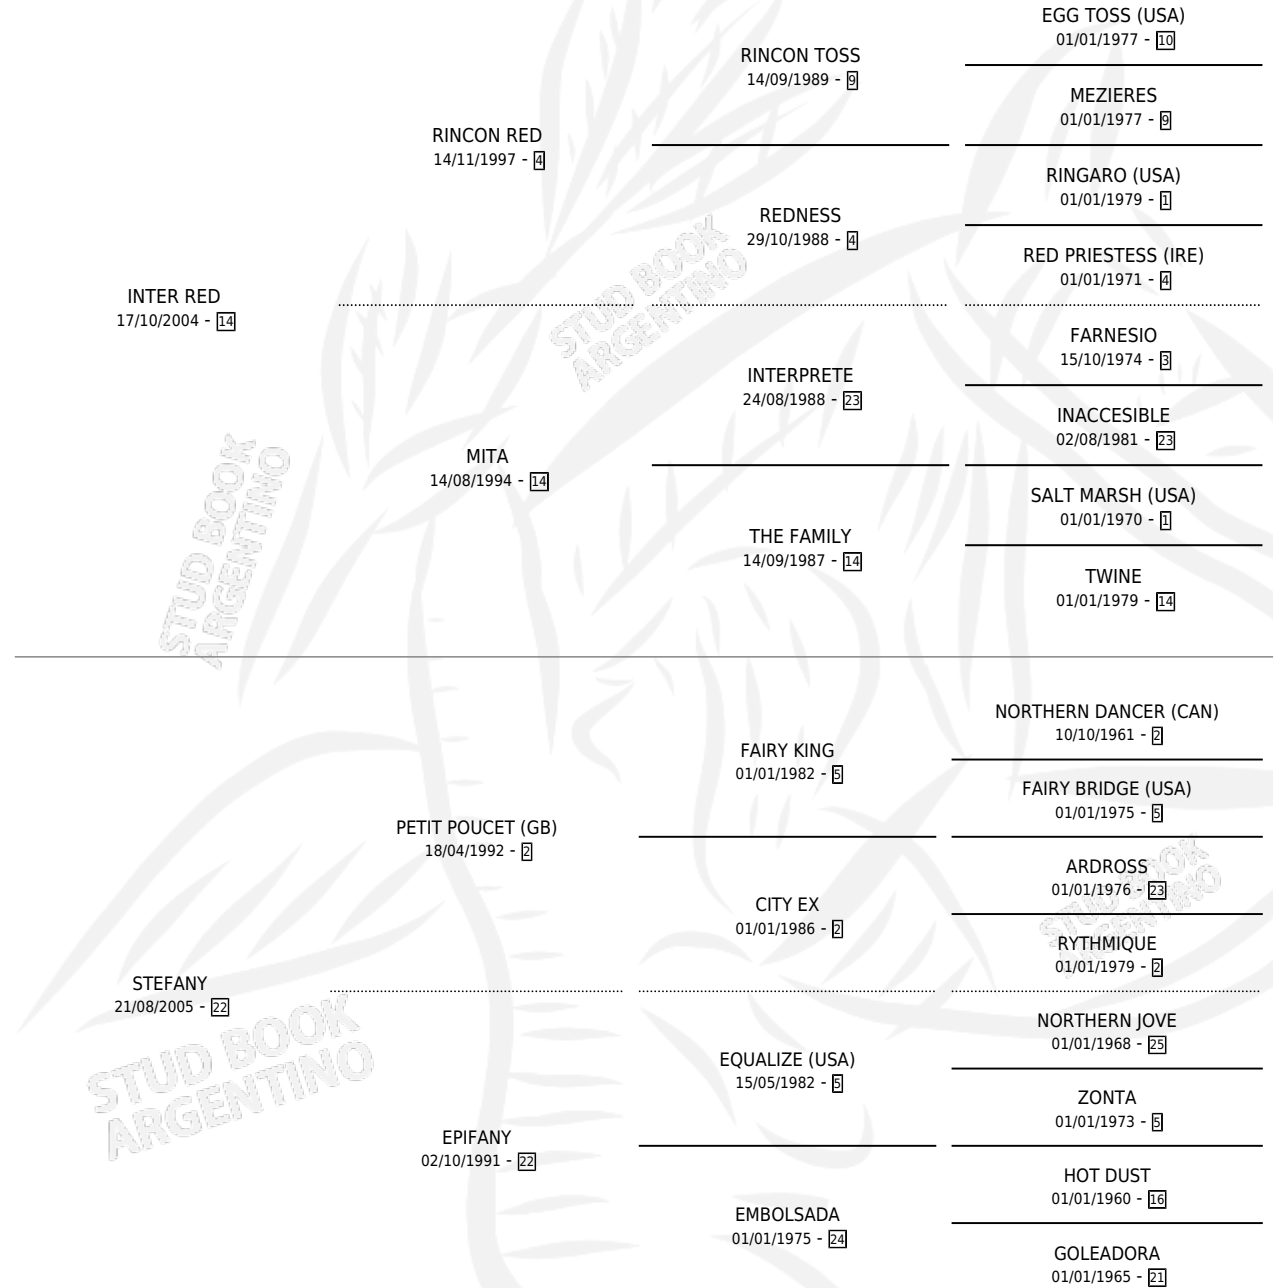 EGG TOSS (USA)
01/01/1977 - 10
RINCON TOSS
14/09/1989 - 9
MEZIERES
01/01/1977 - 9
RINCON RED
14/11/1997 - 4
RINGARO (USA)
01/01/1979 - 1
REDNESS
29/10/1988 - 4
RED PRIESTESS (IRE)
01/01/1971 - 4
INTER RED
17/10/2004 - 14
FARNESIO
15/10/1974 - 3
INTERPRETE
24/08/1988 - 23
INACCESIBLE
02/08/1981 - 23
MITA
14/08/1994 - 14
SALT MARSH (USA)
01/01/1970 - 1
THE FAMILY
14/09/1987 - 14
TWINE
01/01/1979 - 14
NORTHERN DANCER (CAN)
10/10/1961 - 2
FAIRY KING
01/01/1982 - 5
FAIRY BRIDGE (USA)
01/01/1975 - 5
PETIT POUCET (GB)
18/04/1992 - 2
ARDROSS
01/01/1976 - 23
CITY EX
01/01/1986 - 2
RYTHMIQUE
01/01/1979 - 2
STEFANY
21/08/2005 - 22
NORTHERN JOVE
01/01/1968 - 25
EQUALIZE (USA)
15/05/1982 - 5
ZONTA
01/01/1973 - 5
EPIFANY
02/10/1991 - 22
HOT DUST
01/01/1960 - 16
EMBOLSADA
01/01/1975 - 24
GOLEADORA
01/01/1965 - 21
STUD BOOK
ARGENTINO
STUD BOOK
ARGENTINO
STUD BOOK
ARGENTINO
STUD BOOK
ARGENTINO